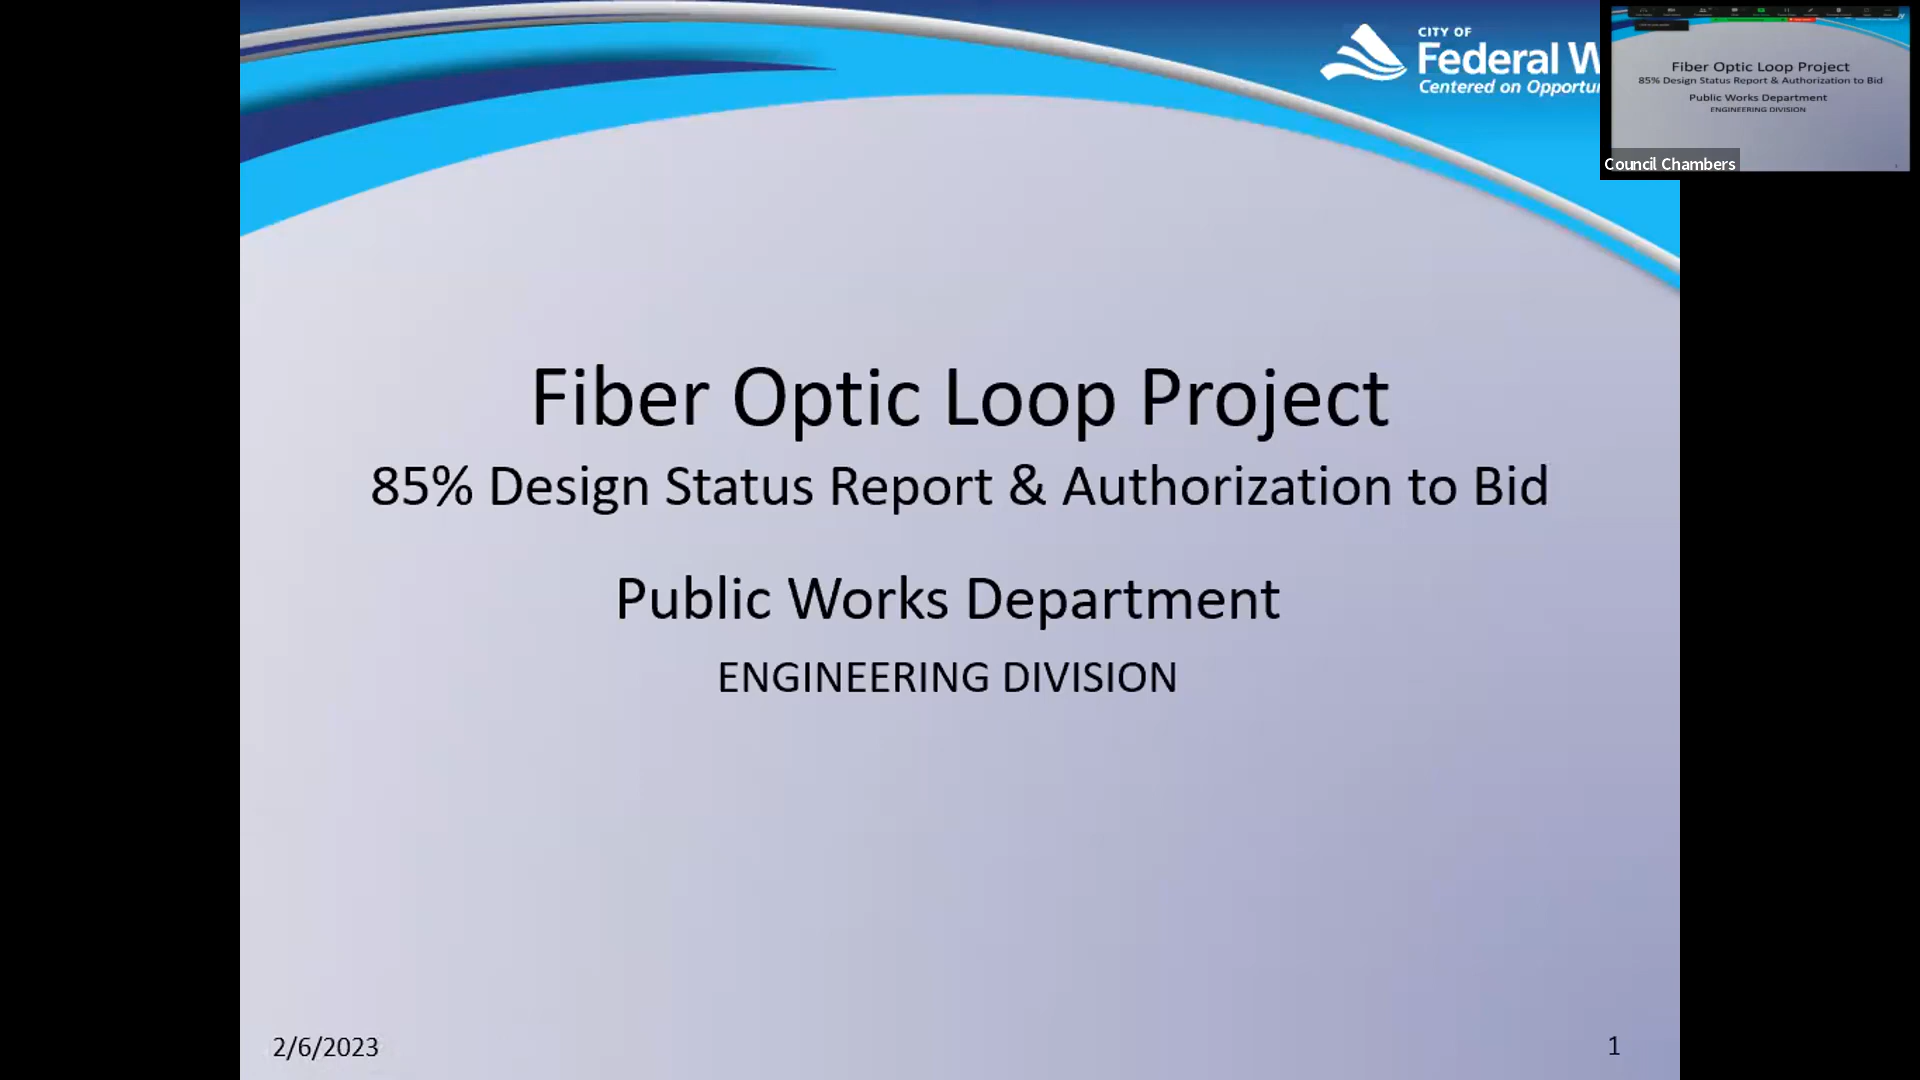 CITY OF
Federal W
Centered on Opportu
Fiber Optic Loop Project
85% Design Status Report & Authorization to Bid
Public Works Department
ENGINEERING DIVISION
2/6/2023
1
Fiber Optic Loop Project
85% Design Status Report & Authorization to Bid
Public Works Department
ENGINEERING DIVISION
Council Chambers